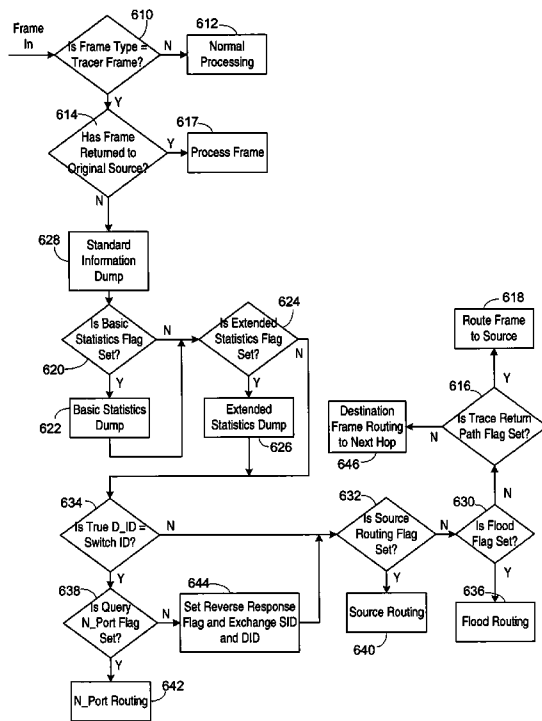 Frame
In
610
Is Frame Type =
Tracer Frame?
N
612
Normal
Processing
Y
614
Has Frame
Returned to
Original Source?
Y
617
Process Frame
N
628
Standard
Information
Dump
620
Is Basic
Statistics Flag
Set?
N
624
Is Extended
Statistics Flag
Set?
N
Y
Y
622
Basic Statistics
Dump
Extended
Statistics Dump
626
618
Route Frame
to Source
Y
616
Is Trace Return
Path Flag Set?
N
Destination
Frame Routing
to Next Hop
646
N
634
Is True D_ID =
Switch ID?
N
632
Is Source
Routing Flag
Set?
N
630
Is Flood
Flag Set?
Y
Y
Y
638
Is Query
N_Port Flag
Set?
N
644
Set Reverse Response
Flag and Exchange SID
and DID
Source Routing
640
636
Flood Routing
Y
N_Port Routing
642